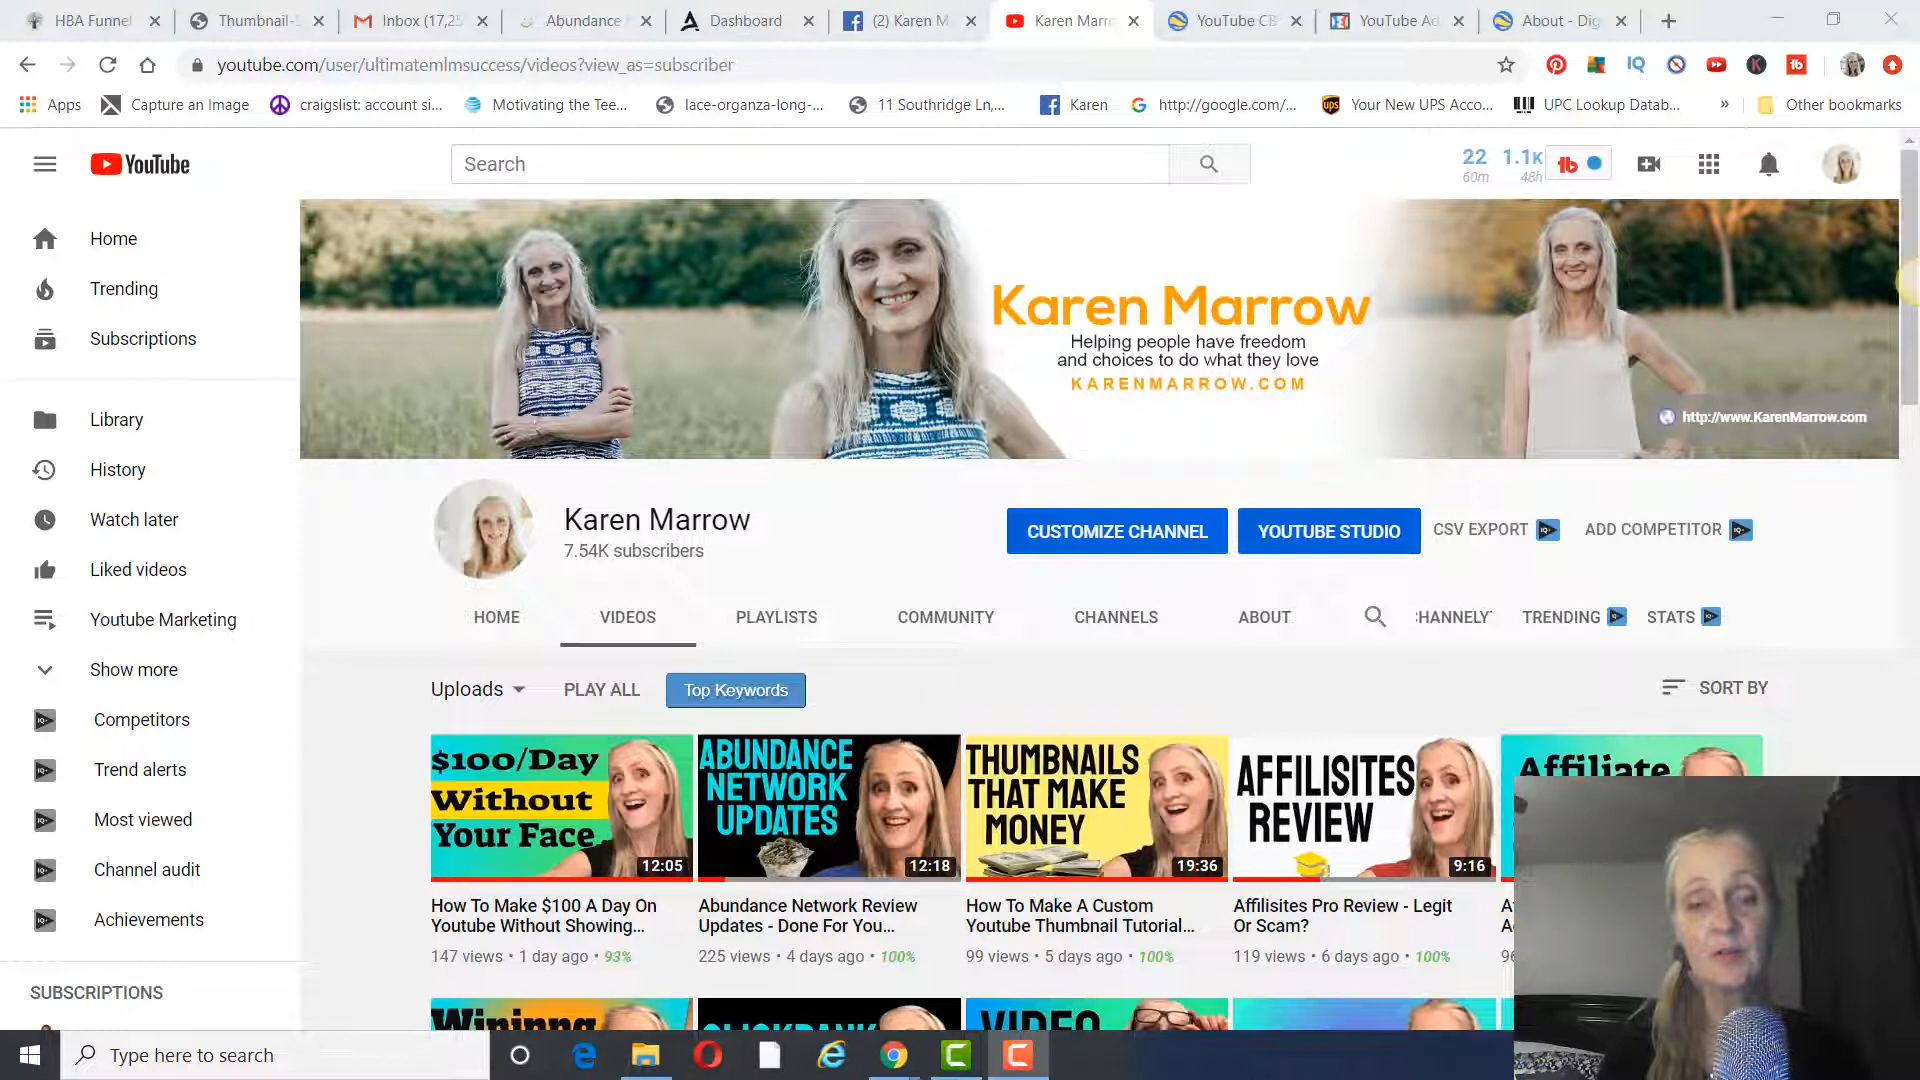 HBA Funnel
Thumbnail-
Inbox (17,25
Abundance
Dashboard
(2) Karen M
Karen Marr
YouTube CB
YouTube Ad
About - Dig
youtube.com/user/ultimatemlmsuccess/videos?view_as=subscriber
Apps
Capture an Image
craigslist: account si...
Motivating the Tee...
lace-organza-long-...
11 Southridge Ln,...
Karen
http://google.com/...
Your New UPS Acco...
UPC Lookup Datab...
»
Other bookmarks
YouTube
Search
22
60m
1.1K
48h
Home
Trending
Subscriptions
Library
History
Watch later
Liked videos
Youtube Marketing
Show more
Competitors
Trend alerts
Most viewed
Channel audit
Achievements
SUBSCRIPTIONS
Karen Marrow
Helping people have freedom
and choices to do what they love
KARENMARROW.COM
http://www.KarenMarrow.com
Karen Marrow
7.54K subscribers
CUSTOMIZE CHANNEL
YOUTUBE STUDIO
CSV EXPORT
ADD COMPETITOR
HOME
VIDEOS
PLAYLISTS
COMMUNITY
CHANNELS
ABOUT
HANNELY
TRENDING
STATS
Uploads
PLAY ALL
Top Keywords
SORT BY
$100/Day
Without
Your Face
12:05
How To Make $100 A Day On
Youtube Without Showing...
147 views • 1 day ago • 93%
ABUNDANCE
NETWORK
UPDATES
12:18
Abundance Network Review
Updates - Done For You...
225 views • 4 days ago • 100%
THUMBNAILS
THAT MAKE
MONEY
19:36
How To Make A Custom
Youtube Thumbnail Tutorial...
99 views • 5 days ago • 100%
AFFILISITES
REVIEW
9:16
Affilisites Pro Review - Legit
Or Scam?
119 views • 6 days ago • 100%
Affiliate
CLICKBANK
VIDEO
Type here to search